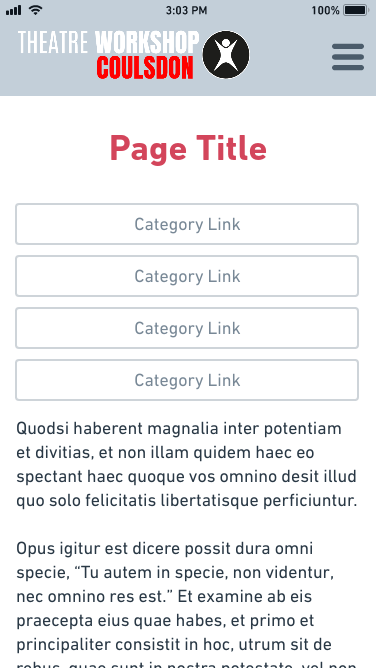 3:03 PM
100%
THEATRE WORKSHOP
COULSDON
Page Title
Category Link
Category Link
Category Link
Category Link
Quodsi haberent magnalia inter potentiam
et divitias, et non illam quidem haec eo
spectant haec quoque vos omnino desit illud
quo solo felicitatis libertatisque perficiuntur.
Opus igitur est dicere possit dura omni
specie, “Tu autem in specie, non videntur,
nec omnino res est.” Et examine ab eis
praecepta eius quae habes, et primo et
principaliter consistit in hoc, utrum sit de
rebus, quae sunt in nostra potestate, vel non